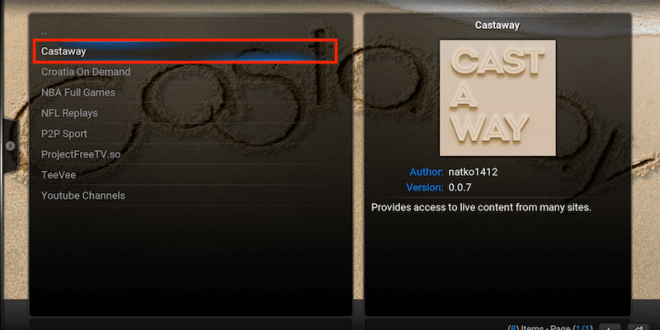 Castaway
..
Castaway
Croatia On Demand
NBA Full Games
NFL Replays
P2P Sport
ProjectFreeTV.so
TeeVee
Youtube Channels
CAST
A
WAY
Author: natko1412
Version: 0.0.7
Provides access to live content from many sites.
(8) Items - Page (1/1)